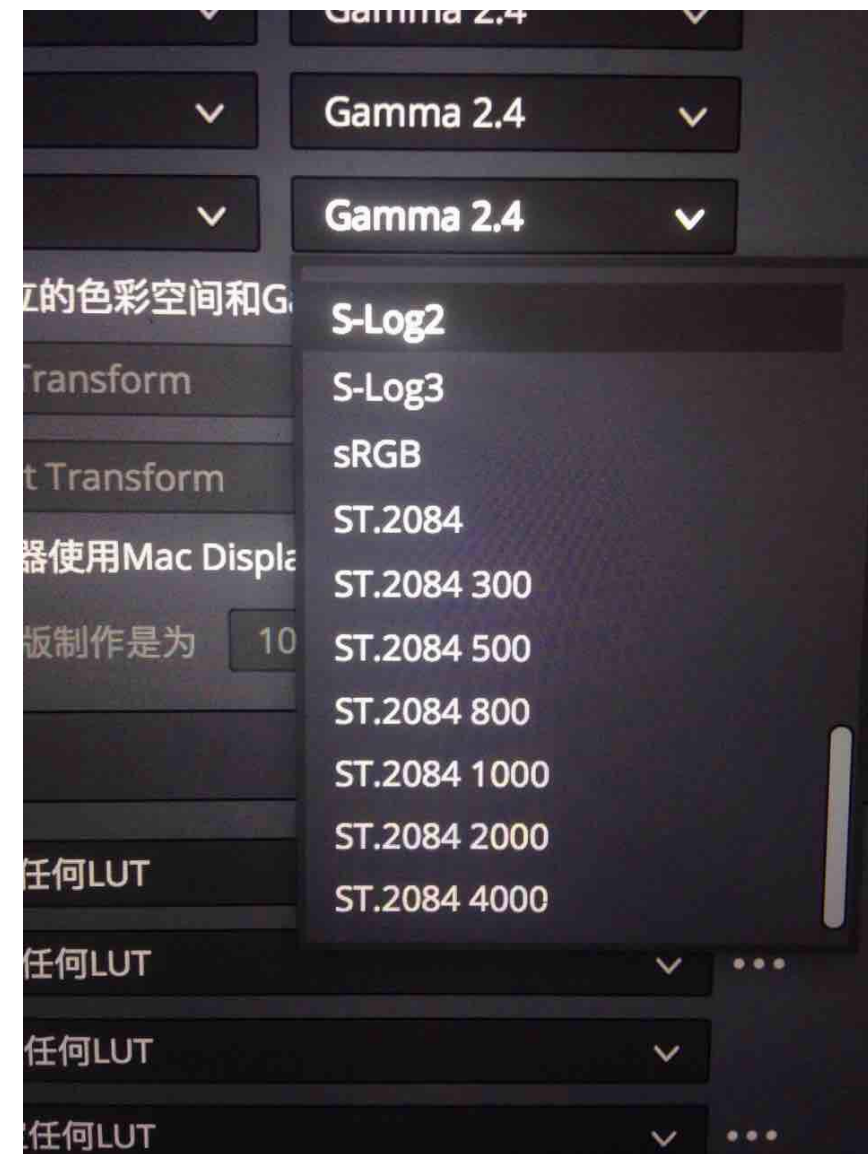 Gamma 2.4
Gamma 2.4
Gamma 2.4
立的色彩空间和Ga
S-Log2
Transform
S-Log3
sRGB
t Transform
ST.2084
器使用Mac Displa
ST.2084 300
版制作是为 10
ST.2084 500
ST.2084 800
ST.2084 1000
ST.2084 2000
任何LUT
ST.2084 4000
任何LUT
任何LUT
任何LUT